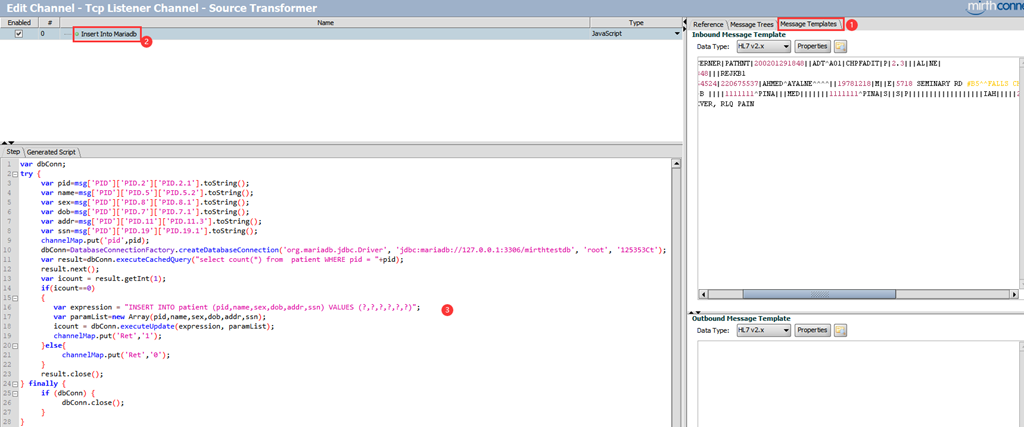 Edit Channel - Tcp Listener Channel - Source Transformer
mirthconne
Enabled # Name Type
0 Insert Into Mariadb JavaScript
2
Reference Message Trees Message Templates 1
Inbound Message Template
Data Type: HL7 v2.x Properties
ERNER|PATHNT|200201291848||ADT^A01|CHPFADIT|P|2.3|||AL|NE|
48|||REJKB1
4524|220675537|AHMED^AYALNE^^^^||19781218|M||E|5718 SEMINARY RD #B5^^FALLS C
B ||||1111111^PINA|||MED|||||||1111111^PINA|S||S|P||||||||||||||||||IAH|||||2
VER, RLQ PAIN
Step Generated Script
1 var dbConn;
2 try {
3 var pid=msg['PID']['PID.2']['PID.2.1'].toString();
4 var name=msg['PID']['PID.5']['PID.5.2'].toString();
5 var sex=msg['PID']['PID.8']['PID.8.1'].toString();
6 var dob=msg['PID']['PID.7']['PID.7.1'].toString();
7 var addr=msg['PID']['PID.11']['PID.11.3'].toString();
8 var ssn=msg['PID']['PID.19']['PID.19.1'].toString();
9 channelMap.put('pid',pid);
10 dbConn=DatabaseConnectionFactory.createDatabaseConnection('org.mariadb.jdbc.Driver', 'jdbc:mariadb://127.0.0.1:3306/mirthtestdb', 'root', '125353Ct');
11 var result=dbConn.executeCachedQuery("select count(*) from  patient WHERE pid = "+pid);
12 result.next();
13 var icount = result.getInt(1);
14 if(icount==0)
15 {
16 var expression = "INSERT INTO patient (pid,name,sex,dob,addr,ssn) VALUES (?,?,?,?,?,?)";
3
17 var paramList=new Array(pid,name,sex,dob,addr,ssn);
18 icount = dbConn.executeUpdate(expression, paramList);
19 channelMap.put('Ret','1');
20 }else{
21 channelMap.put('Ret','0');
22 }
23 result.close();
24 } finally {
25 if (dbConn) {
26 dbConn.close();
27 }
28 }
Outbound Message Template
Data Type: HL7 v2.x Properties